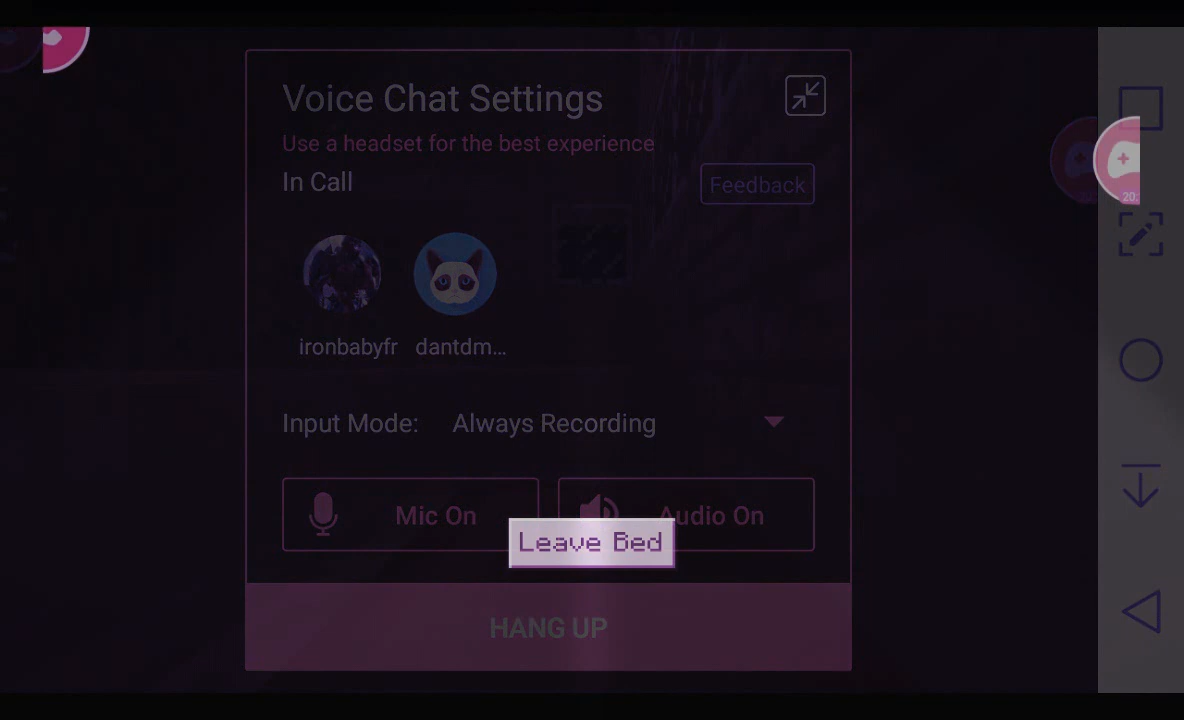 Voice Chat Settings
Use a headset for the best experience
In Call
Feedback
ironbabyfr
dantdm...
20:
Input Mode: Always Recording
Mic On
Audio On
Leave Bed
HANG UP